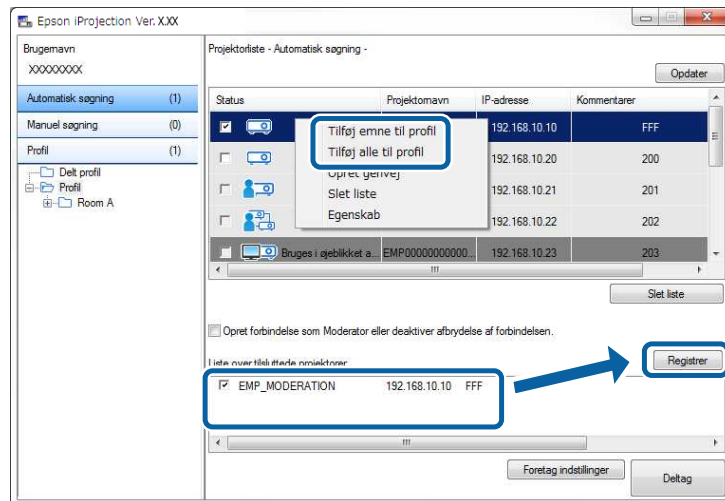 Epson iProjection Ver. X.XX
Brugernavn
XXXXXXXX
Automatisk søgning (1)
Manuel søgning (0)
Profil (1)
Delt profil
Profil
Room A
Projektorliste - Automatisk søgning -
Opdater
Status Projektornavn IP-adresse Kommentarer
192.168.10.10 FFF
192.168.10.20 200
192.168.10.21 201
192.168.10.22 202
Bruges i øjeblikket a... EMP00000000000... 192.168.10.23 203
Tilføj emne til profil
Tilføj alle til profil
Opret genvej
Slet liste
Egenskab
Slet liste
Opret forbindelse som Moderator eller deaktiver afbrydelse af forbindelsen.
Liste over tilsluttede projektorer
Registrer
EMP_MODERATION 192.168.10.10 FFF
Foretag indstillinger
Deltag